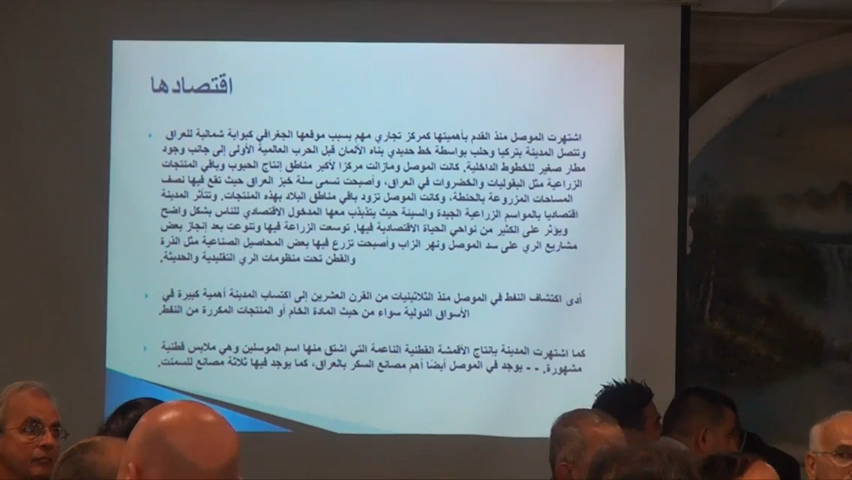 اقتصادها
اشتهرت الموصل منذ القدم بأهميتها كمركز تجاري مهم بسبب موقعها الجغرافي كبوابة شمالية للعراق
وتتصل المدينة بتركيا وحلب بواسطة خط حديدي بناه الألمان قبل الحرب العالمية الأولى إلى جانب وجود
مطار صغير للخطوط الداخلية. كانت الموصل ومازالت مركزا لأكبر مناطق إنتاج الحبوب وباقي المنتجات
الزراعية مثل البقوليات والخضروات في العراق، وأصبحت تسمى سلة خبز العراق حيث تقع فيها نصف
المساحات المزروعة بالحنطة، وكانت الموصل تزود باقي مناطق البلاد بهذه المنتجات. وتتأثر المدينة
اقتصاديا بالمواسم الزراعية الجيدة والسيئة حيث يتذبذب معها المدخول الاقتصادي للناس بشكل واضح
ويؤثر على الكثير من نواحي الحياة الاقتصادية فيها. توسعت الزراعة فيها وتنوعت بعد إنجاز بعض
مشاريع الري على سد الموصل ونهر الزاب وأصبحت تزرع فيها بعض المحاصيل الصناعية مثل الذرة
والقطن تحت منظومات الري التقليدية والحديثة.
أدى اكتشاف النفط في الموصل منذ الثلاثينيات من القرن العشرين إلى اكتساب المدينة أهمية كبيرة في
الأسواق الدولية سواء من حيث المادة الخام أو المنتجات المكررة من النفط.
كما اشتهرت المدينة بإنتاج الأقمشة القطنية الناعمة التي اشتق منها اسم الموسلين وهي ملابس قطنية
مشهورة. - - يوجد في الموصل أيضًا أهم مصانع السكر بالعراق، كما يوجد فيها ثلاثة مصانع للسمنت.